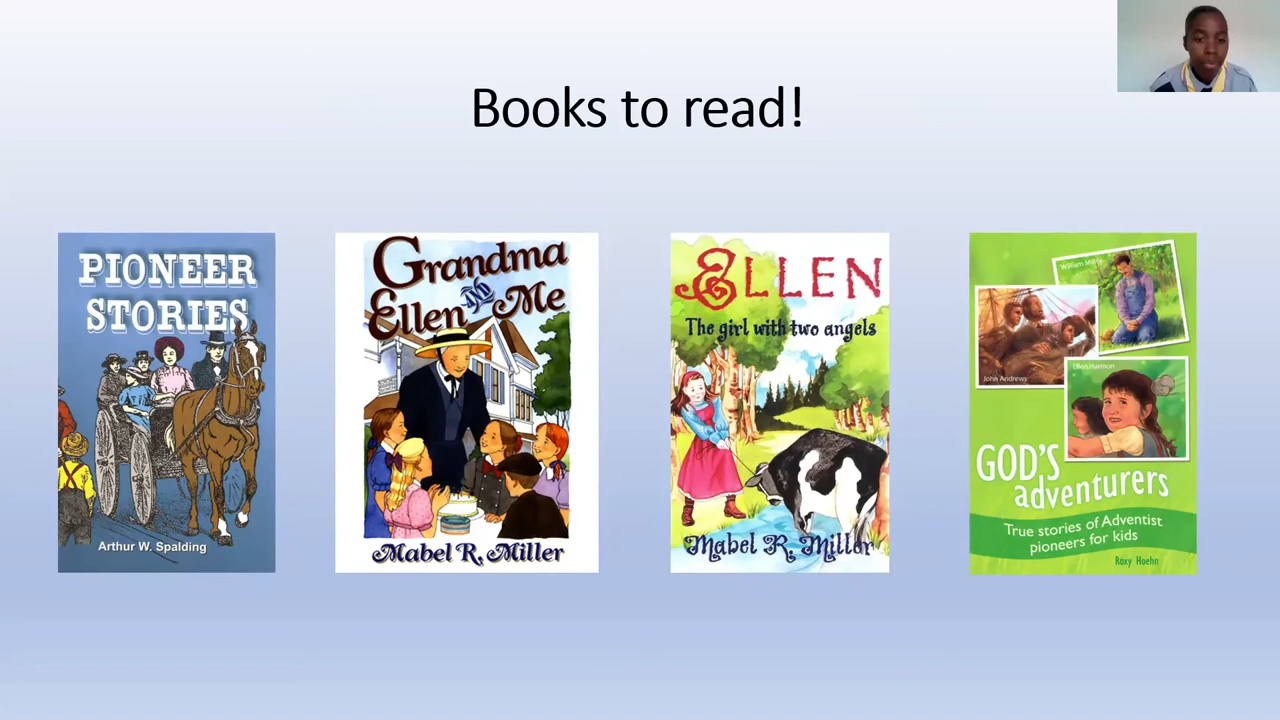 Books to read!
PIONEER
STORIES
Arthur W. Spalding
Grandma
Ellen AND Me
Mabel R. Miller
ELLEN
The girl with two angels
Mabel R. Miller
William Miller
John Andrews
Ellen Harmon
GOD'S
adventurers
True stories of Adventist
pioneers for kids
Roxy Hoehn